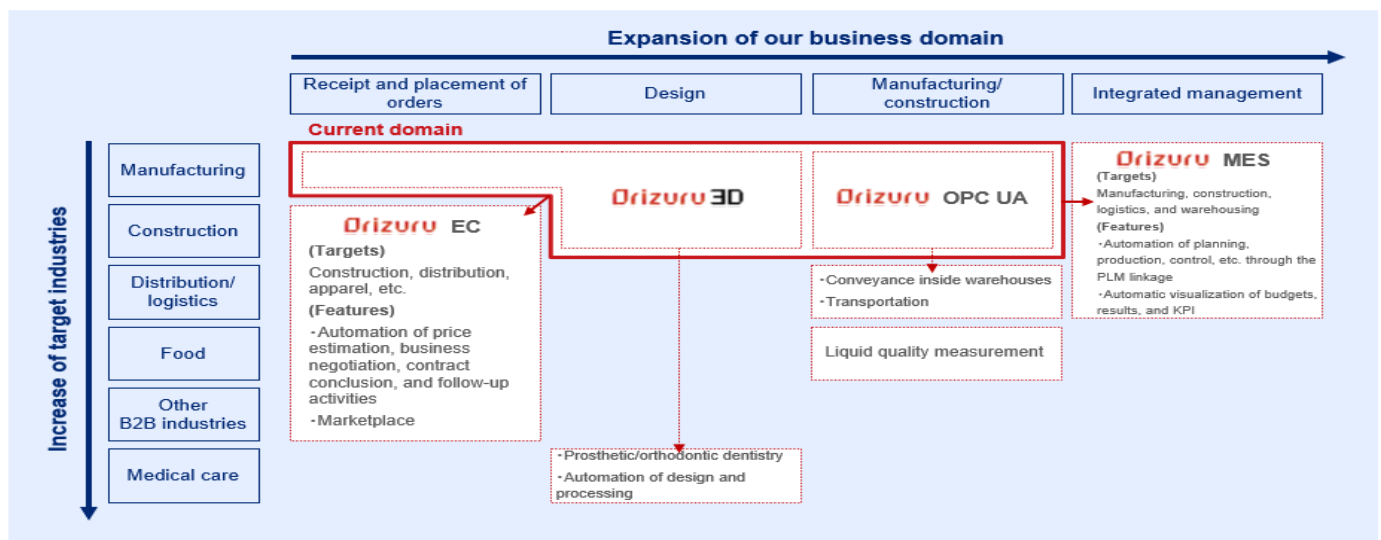 Expansion of our business domain
Receipt and placement of
orders
Design
Manufacturing/
construction
Integrated management
Current domain
Increase of target industries
Manufacturing
Construction
Distribution/
logistics
Food
Other
B2B industries
Medical care
Orizuru 3D
Orizuru OPC UA
Orizuru MES
(Targets)
Manufacturing, construction,
logistics, and warehousing
(Features)
・Automation of planning,
production, control, etc. through the
PLM linkage
・Automatic visualization of budgets,
results, and KPI
Orizuru EC
(Targets)
Construction, distribution,
apparel, etc.
(Features)
・Automation of price
estimation, business
negotiation, contract
conclusion, and follow-up
activities
・Marketplace
・Conveyance inside warehouses
・Transportation
Liquid quality measurement
・Prosthetic/orthodontic dentistry
・Automation of design and
processing